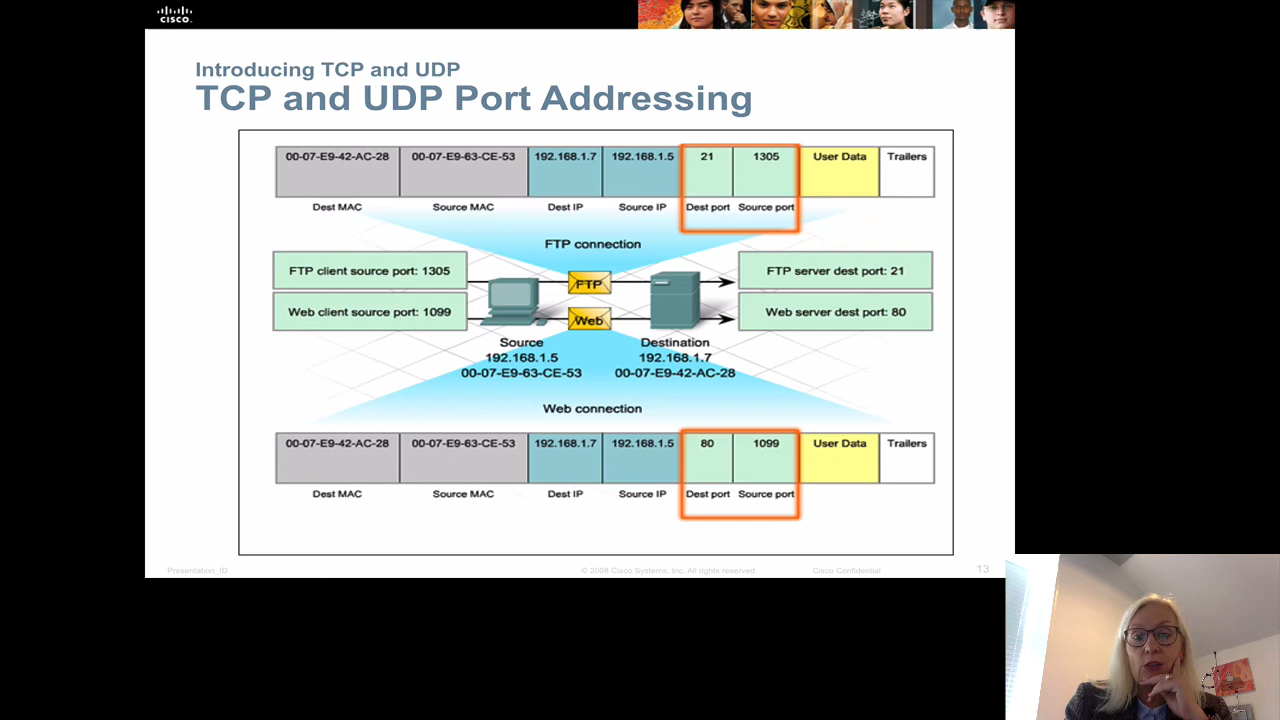 CISCO
Introducing TCP and UDP
TCP and UDP Port Addressing
00-07-E9-42-AC-28 00-07-E9-63-CE-53 192.168.1.7 192.168.1.5 21 1305 User Data Trailers
Dest MAC Source MAC Dest IP Source IP Dest port Source port
FTP connection
FTP client source port: 1305 FTP FTP server dest port: 21
Web client source port: 1099 Web Web server dest port: 80
Source Destination
192.168.1.5 192.168.1.7
00-07-E9-63-CE-53 00-07-E9-42-AC-28
Web connection
00-07-E9-42-AC-28 00-07-E9-63-CE-53 192.168.1.7 192.168.1.5 80 1099 User Data Trailers
Dest MAC Source MAC Dest IP Source IP Dest port Source port
Presentation_ID © 2008 Cisco Systems, Inc. All rights reserved. Cisco Confidential 13